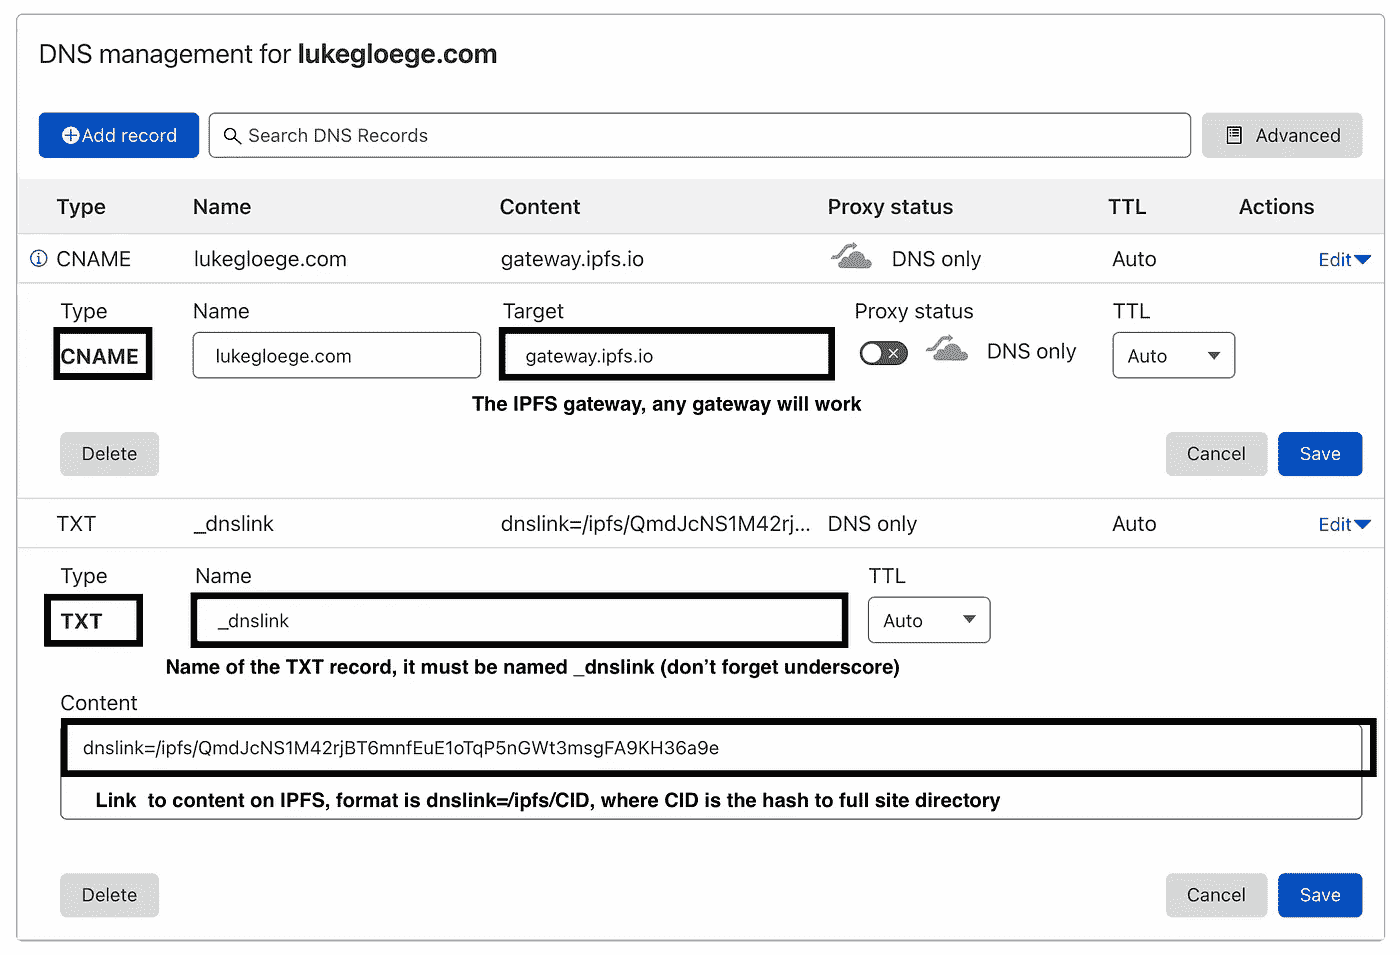 DNS management for lukegloege.com
Add record
Search DNS Records
Advanced
Type Name Content Proxy status TTL Actions
CNAME lukegloege.com gateway.ipfs.io DNS only Auto Edit
Type Name Target Proxy status TTL
CNAME lukegloege.com gateway.ipfs.io DNS only Auto
The IPFS gateway, any gateway will work
Delete Cancel Save
TXT _dnslink dnslink=/ipfs/QmdJcNS1M42rj... DNS only Auto Edit
Type Name TTL
TXT _dnslink Auto
Name of the TXT record, it must be named _dnslink (don't forget underscore)
Content
dnslink=/ipfs/QmdJcNS1M42rjBT6mnfEuE1oTqP5nGWt3msgFA9KH36a9e
Link to content on IPFS, format is dnslink=/ipfs/CID, where CID is the hash to full site directory
Delete Cancel Save